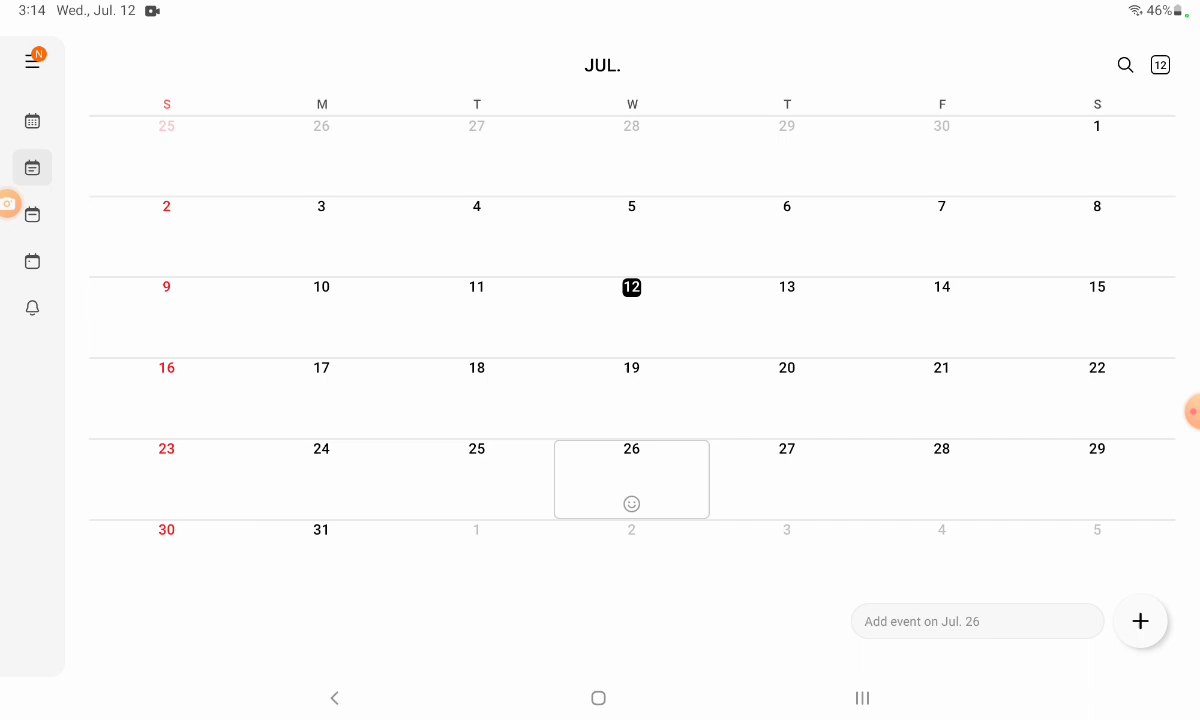 3:14 Wed., Jul. 12 46%
N
JUL.
12
S M T W T F S
25 26 27 28 29 30 1
2 3 4 5 6 7 8
9 10 11 12 13 14 15
16 17 18 19 20 21 22
23 24 25 26 27 28 29
30 31 1 2 3 4 5
Add event on Jul. 26